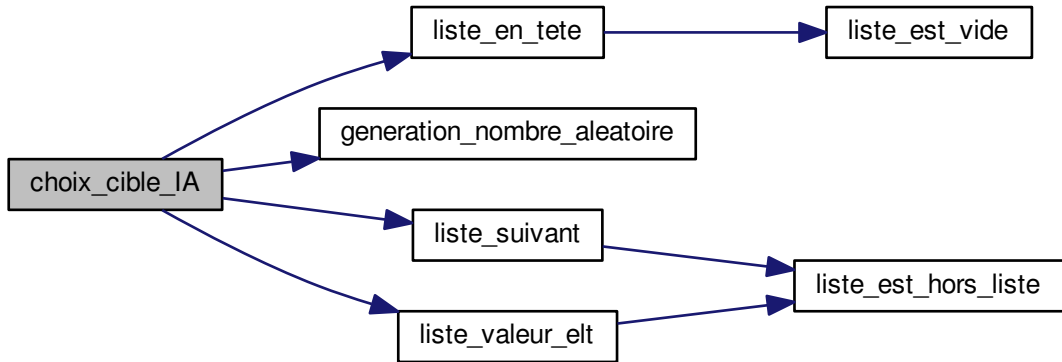 liste_en_tete
liste_est_vide
generation_nombre_aleatoire
choix_cible_IA
liste_suivant
liste_est_hors_liste
liste_valeur_elt